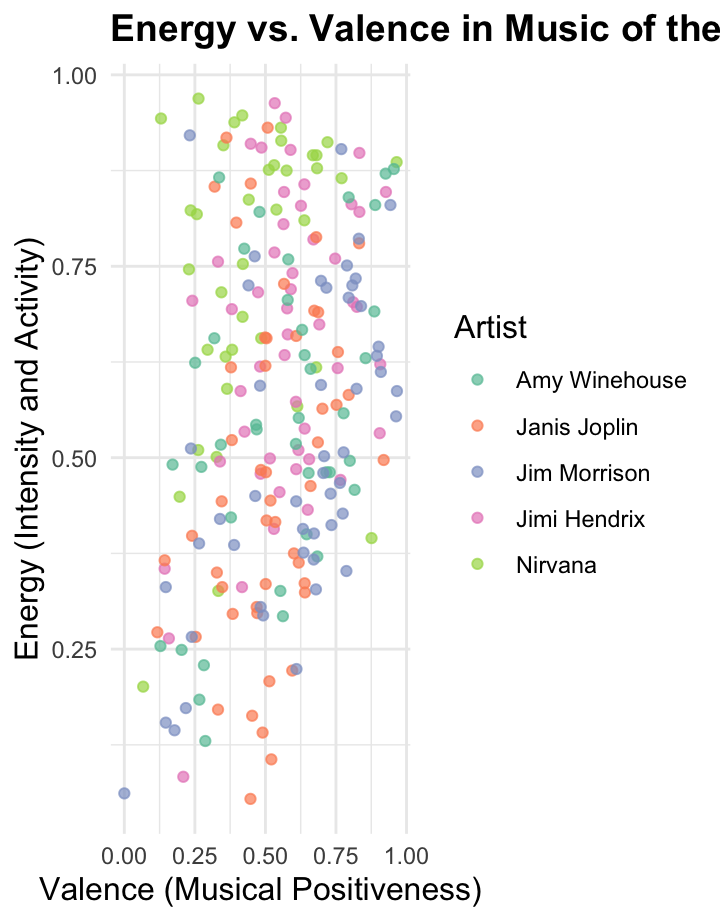 Energy vs. Valence in Music of the
Energy (Intensity and Activity)
1.00
0.75
0.50
0.25
0.00 0.25 0.50 0.75 1.00
Valence (Musical Positiveness)
Artist
Amy Winehouse
Janis Joplin
Jim Morrison
Jimi Hendrix
Nirvana